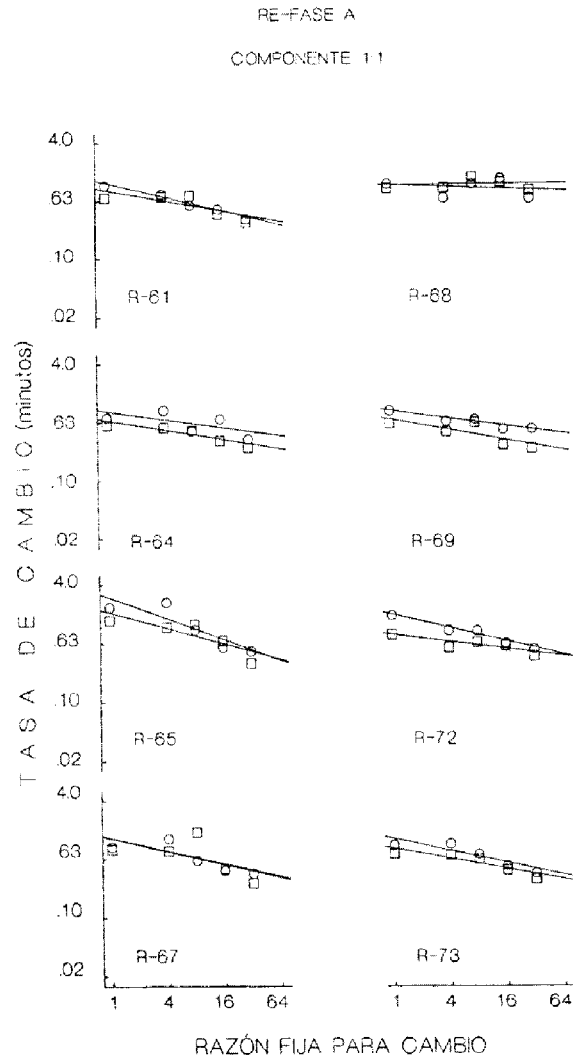 RE-FASE A
COMPONENTE 1:1
4.0
.63
.10
.02
R-61
R-68
4.0
.63
.10
.02
R-64
R-69
4.0
.63
.10
.02
R-65
R-72
4.0
.63
.10
.02
R-67
R-73
1 4 16 64
1 4 16 64
TASA DE CAMBIO (minutos)
RAZÓN FIJA PARA CAMBIO